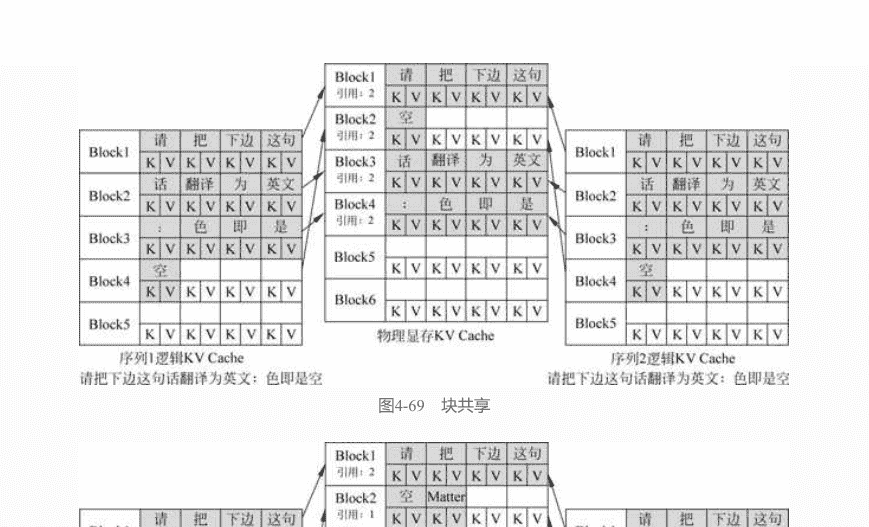 Block1 请 把 下边 这句
引用：2 K V K V K V K V
Block2 空
引用：2 K V K V K V K V
Block3 话 翻译 为 英文
引用：2 K V K V K V K V
Block4 ： 色 即 是
引用：2 K V K V K V K V
Block5
K V K V K V K V
Block6
K V K V K V K V
物理显存KV Cache
Block1 请 把 下边 这句
K V K V K V K V
Block2 话 翻译 为 英文
K V K V K V K V
Block3 ： 色 即 是
K V K V K V K V
Block4 空
K V K V K V K V
Block5
K V K V K V K V
序列1逻辑KV Cache
请把下边这句话翻译为英文：色即是空
Block1 请 把 下边 这句
K V K V K V K V
Block2 话 翻译 为 英文
K V K V K V K V
Block3 ： 色 即 是
K V K V K V K V
Block4 空
K V K V K V K V
Block5
K V K V K V K V
序列2逻辑KV Cache
请把下边这句话翻译为英文：色即是空
图4-69 块共享
Block1 请 把 下边 这句
引用：2 K V K V K V K V
Block2 空 Matter
引用：1 K V K V K V K V
请 把 下边 这句
请 把 下边 这句